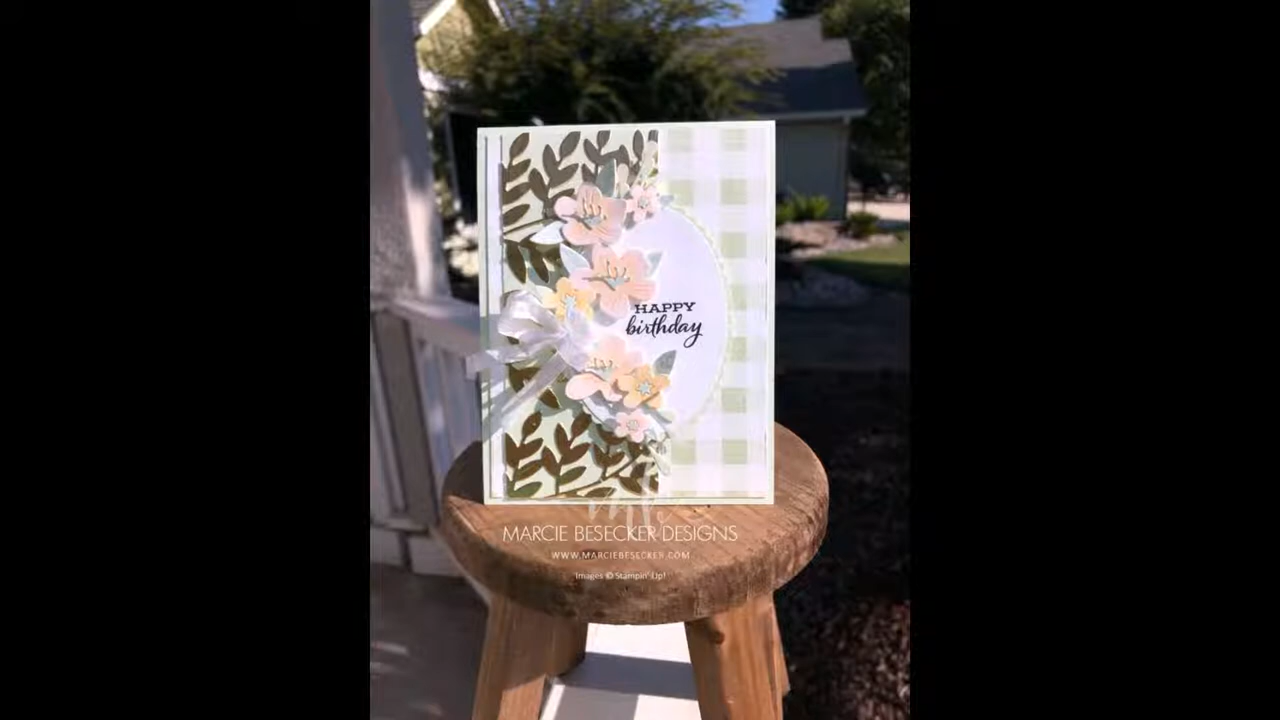 HAPPY
birthday
MARCIE BESECKER DESIGNS
WWW.MARCIEBESECKER.COM
Images © Stampin' Up!